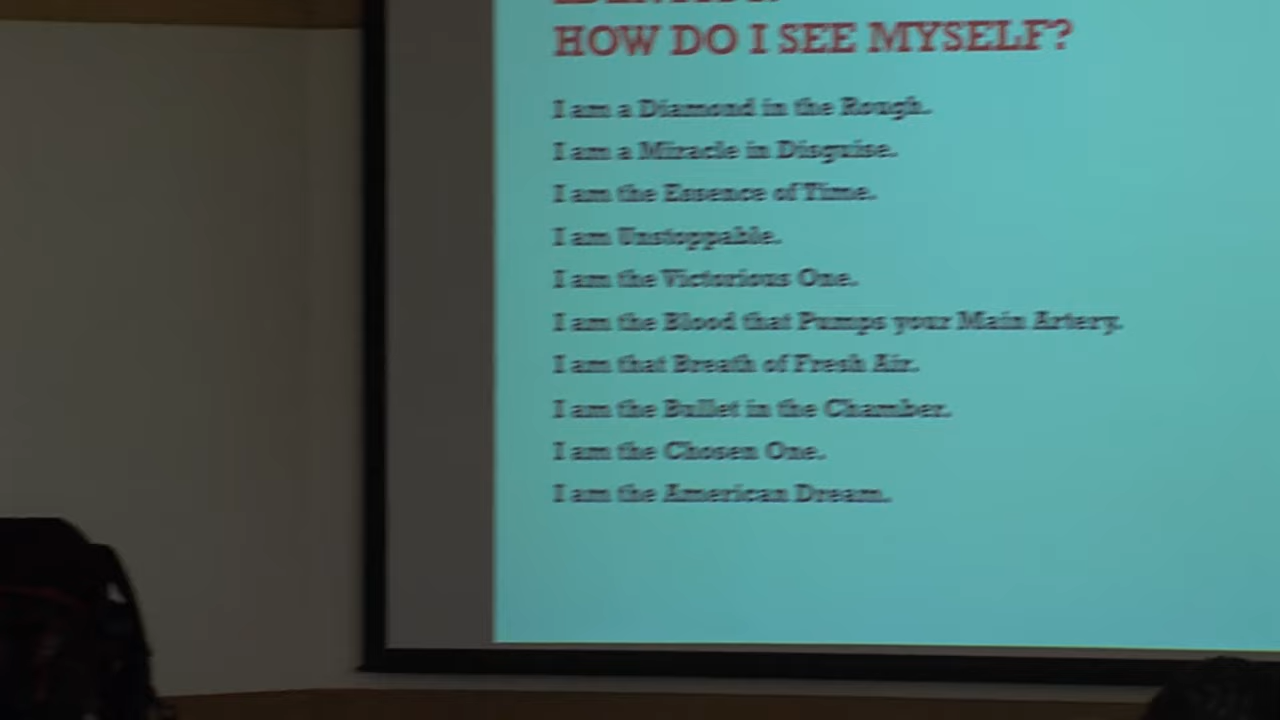 HOW DO I SEE MYSELF?
I am a Diamond in the Rough.
I am a Miracle in Disguise.
I am the Essence of Time.
I am Unstoppable.
I am the Victorious One.
I am the Blood that Pumps your Main Artery.
I am that Breath of Fresh Air.
I am the Bullet in the Chamber.
I am the Chosen One.
I am the American Dream.